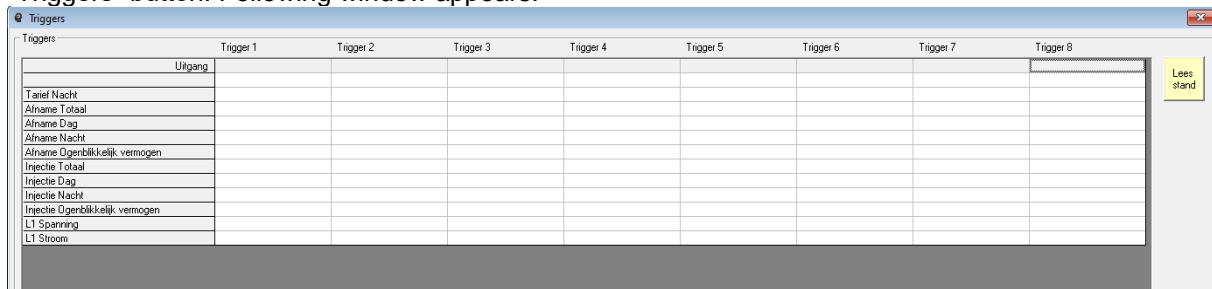 "Triggers" button. Following window appears:
Triggers
Triggers
Trigger 1 Trigger 2 Trigger 3 Trigger 4 Trigger 5 Trigger 6 Trigger 7 Trigger 8
Uitgang
Lees
stand
Tarief Nacht
Afname Totaal
Afname Dag
Afname Nacht
Afname Ogenblikkelijk vermogen
Injectie Totaal
Injectie Dag
Injectie Nacht
Injectie Ogenblikkelijk vermogen
L1 Spanning
L1 Stroom